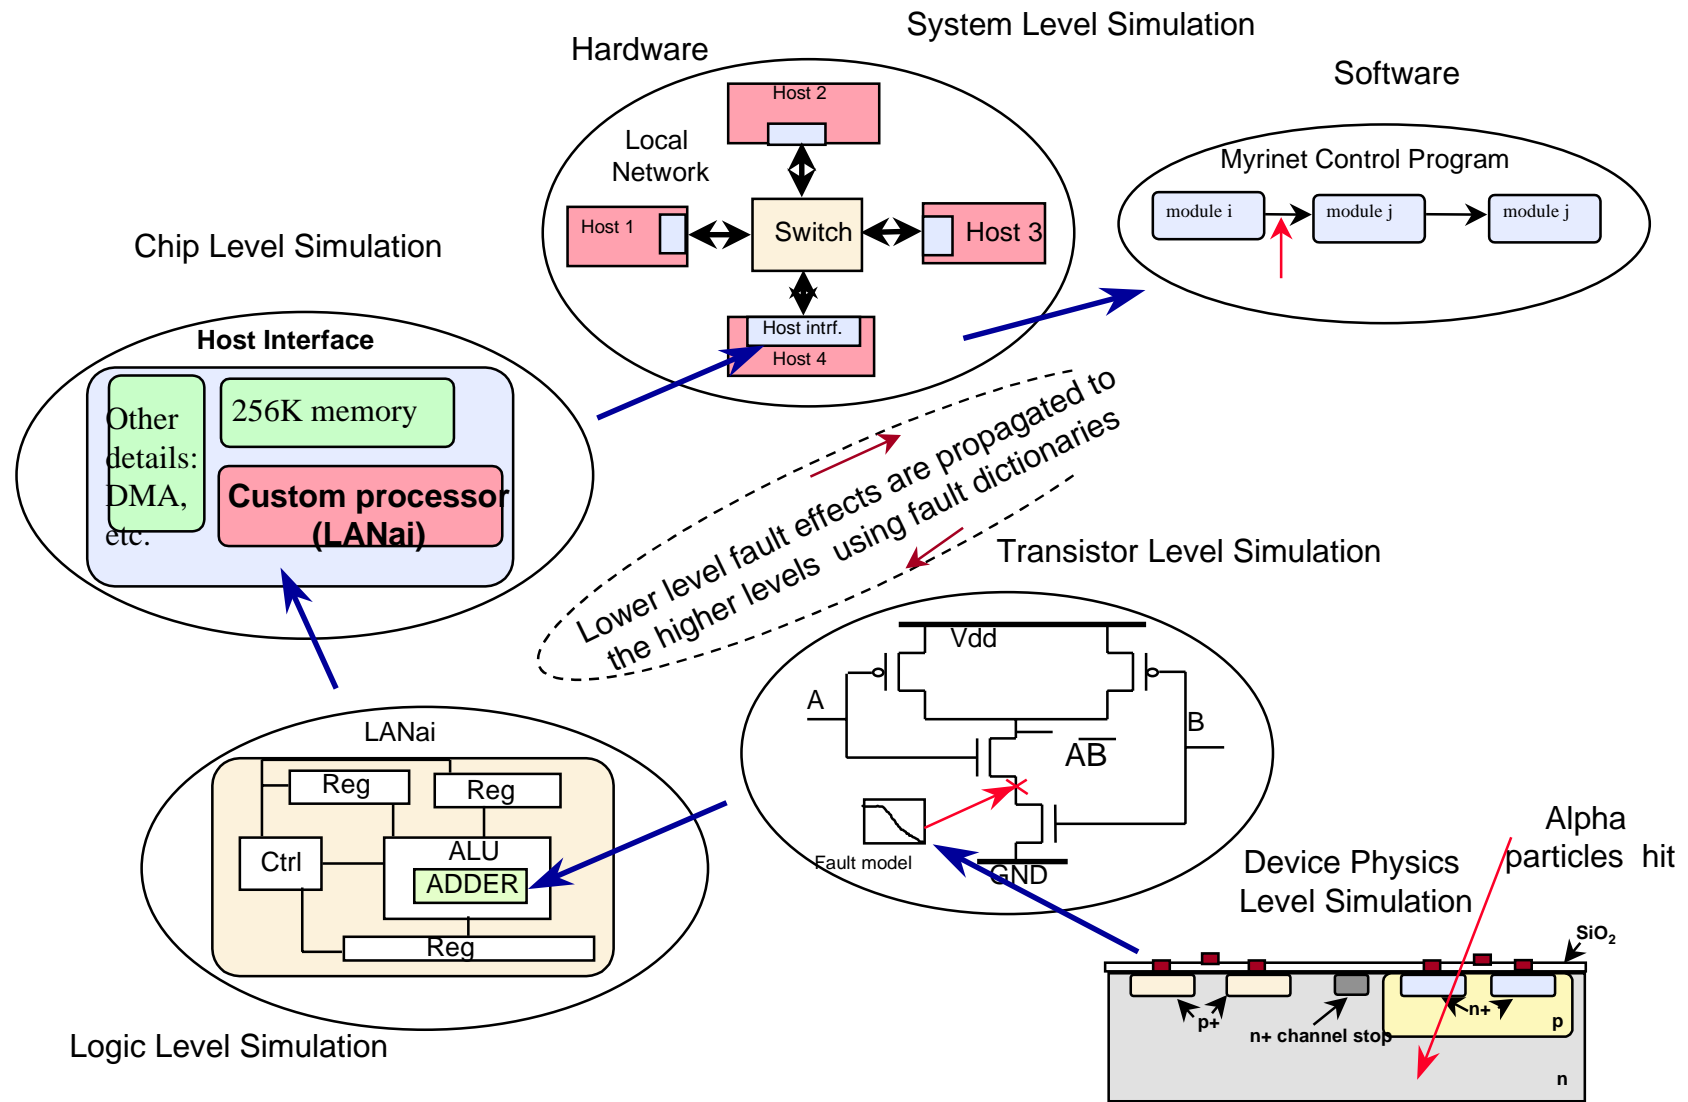 System Level Simulation
Hardware
Software
Host 2
Local
Network
Host 1
Switch
Host 3
Host intrf.
Host 4
Myrinet Control Program
module i
module j
module j
Chip Level Simulation
Host Interface
Other
details:
DMA,
etc.
256K memory
Custom processor
(LANai)
Lower level fault effects are propagated to
the higher levels using fault dictionaries
Transistor Level Simulation
Vdd
A
B
AB
Fault model
GND
LANai
Reg
Reg
Ctrl
ALU
ADDER
Reg
Logic Level Simulation
Alpha
particles hit
Device Physics
Level Simulation
SiO2
p+
n+ channel stop
n+
p
n